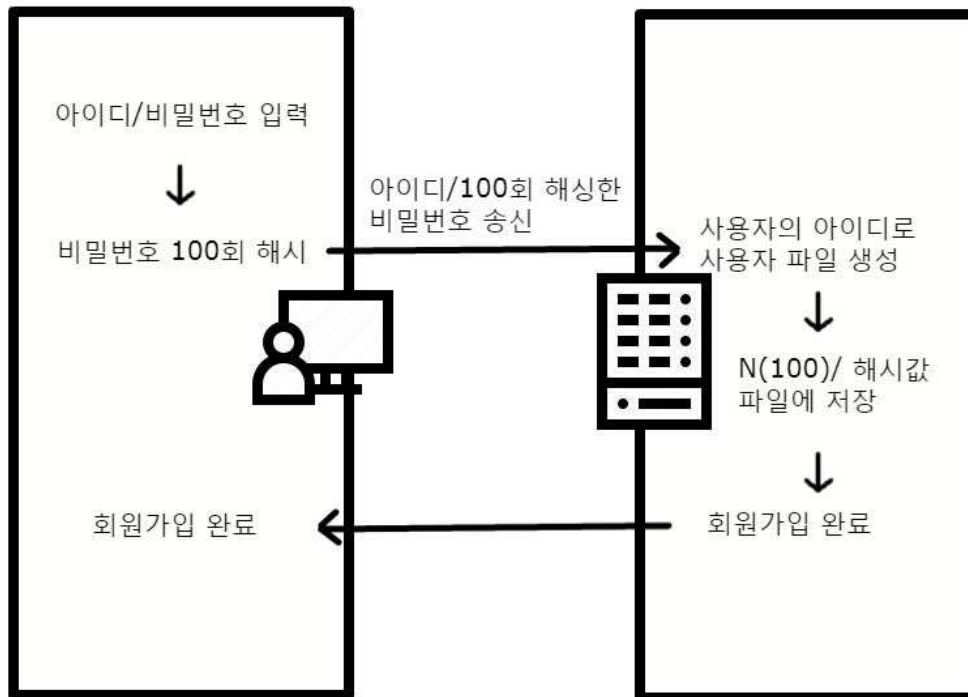 아이디/비밀번호 입력
비밀번호 100회 해시
아이디/100회 해싱한
비밀번호 송신
사용자의 아이디로
사용자 파일 생성
N(100)/ 해시값
파일에 저장
회원가입 완료
회원가입 완료